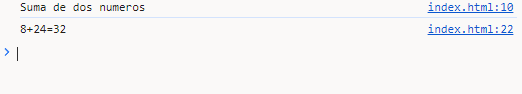 Suma de dos numeros index.html:10
8+24=32 index.html:22
>